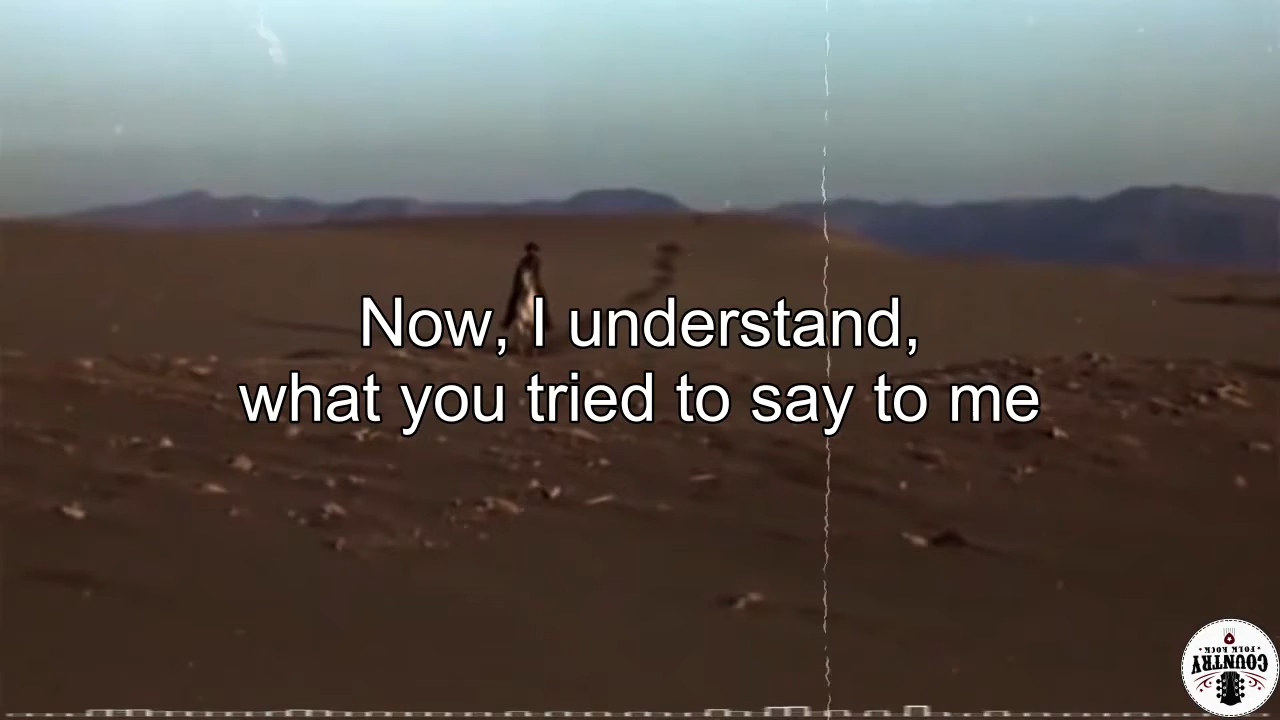 Now, I understand,
what you tried to say to me
COUNTRY
• FOLK ROCK •